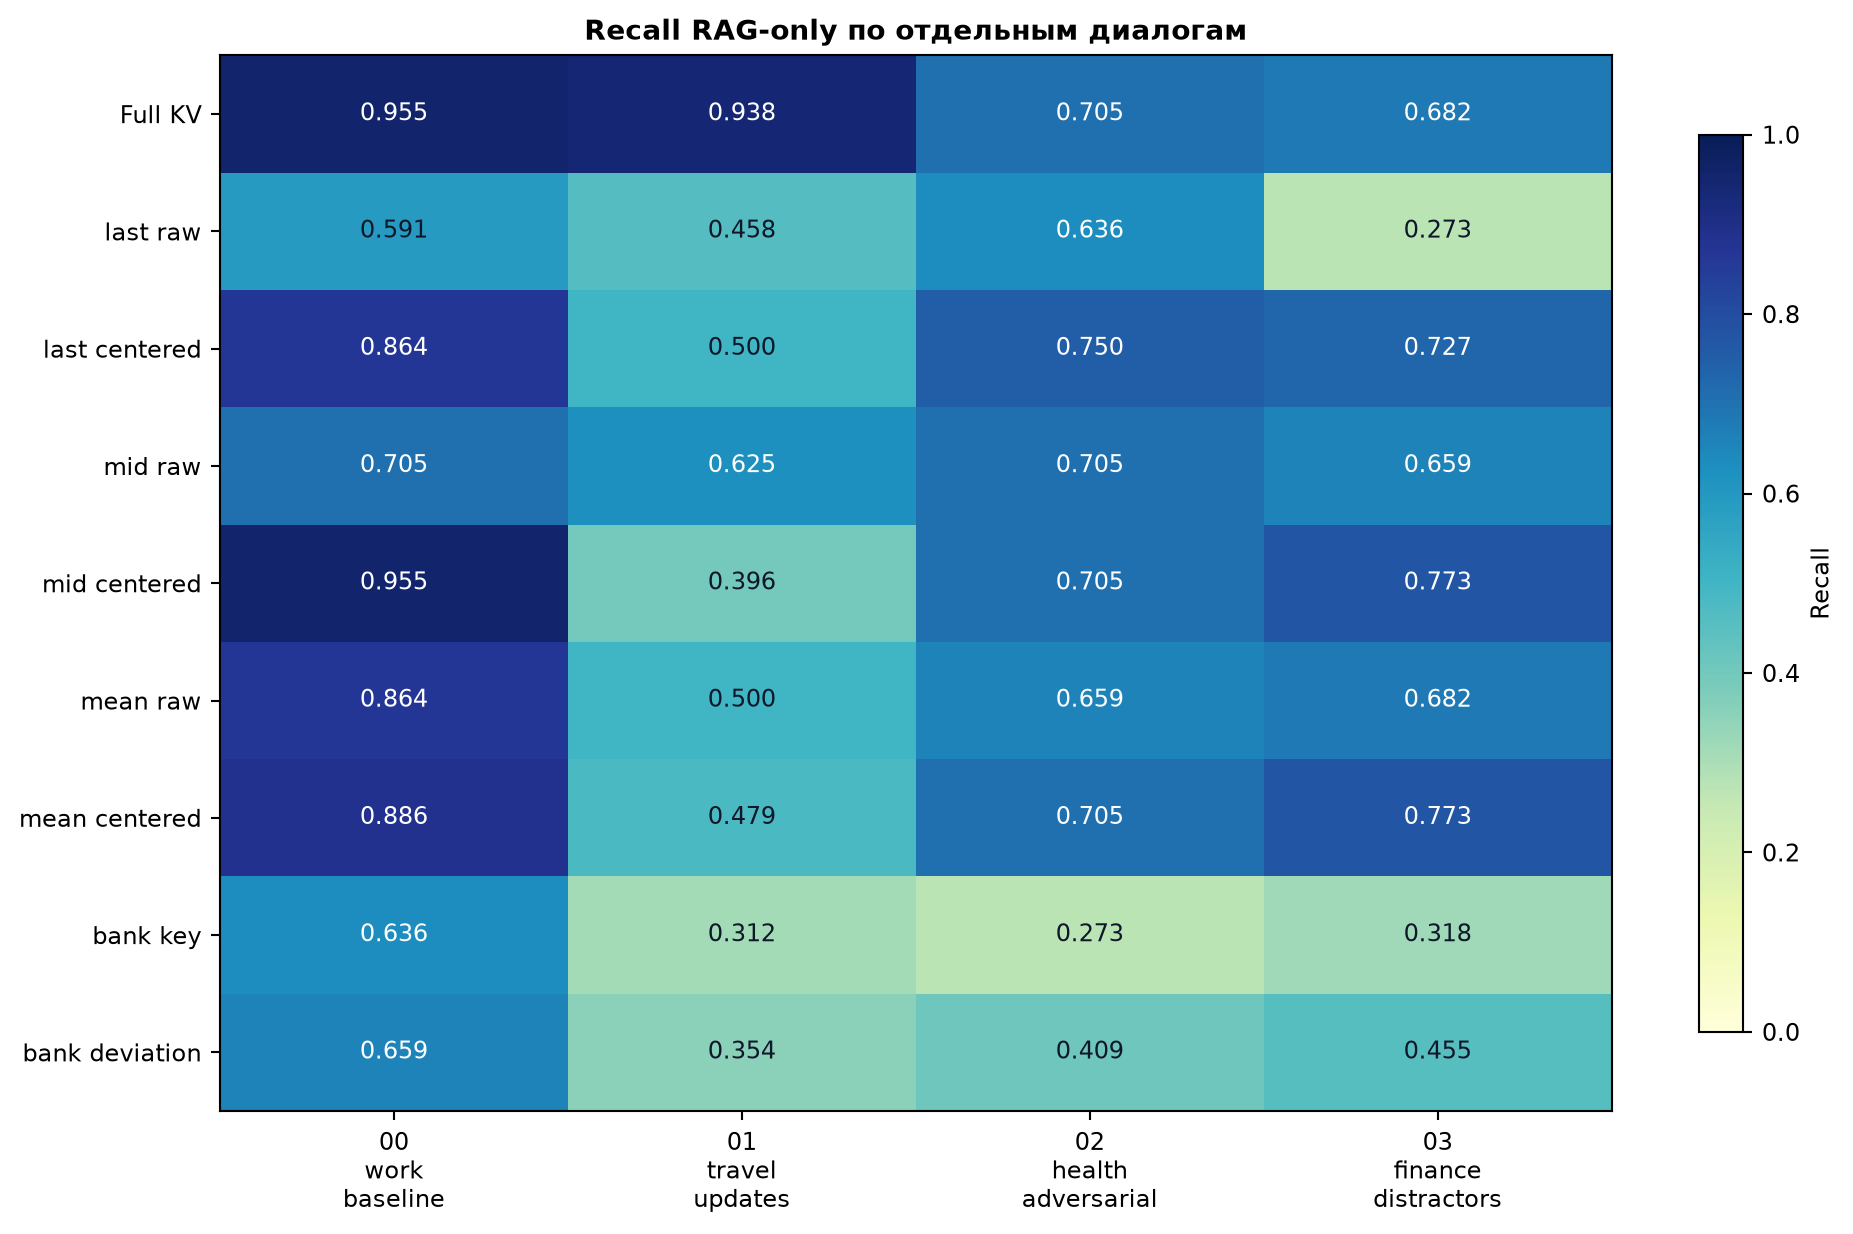 Recall RAG-only по отдельным диалогам
Full KV 0.955 0.938 0.705 0.682
last raw 0.591 0.458 0.636 0.273
last centered 0.864 0.500 0.750 0.727
mid raw 0.705 0.625 0.705 0.659
mid centered 0.955 0.396 0.705 0.773
mean raw 0.864 0.500 0.659 0.682
mean centered 0.886 0.479 0.705 0.773
bank key 0.636 0.312 0.273 0.318
bank deviation 0.659 0.354 0.409 0.455
00
work
baseline
01
travel
updates
02
health
adversarial
03
finance
distractors
1.0
0.8
0.6
0.4
0.2
0.0
Recall